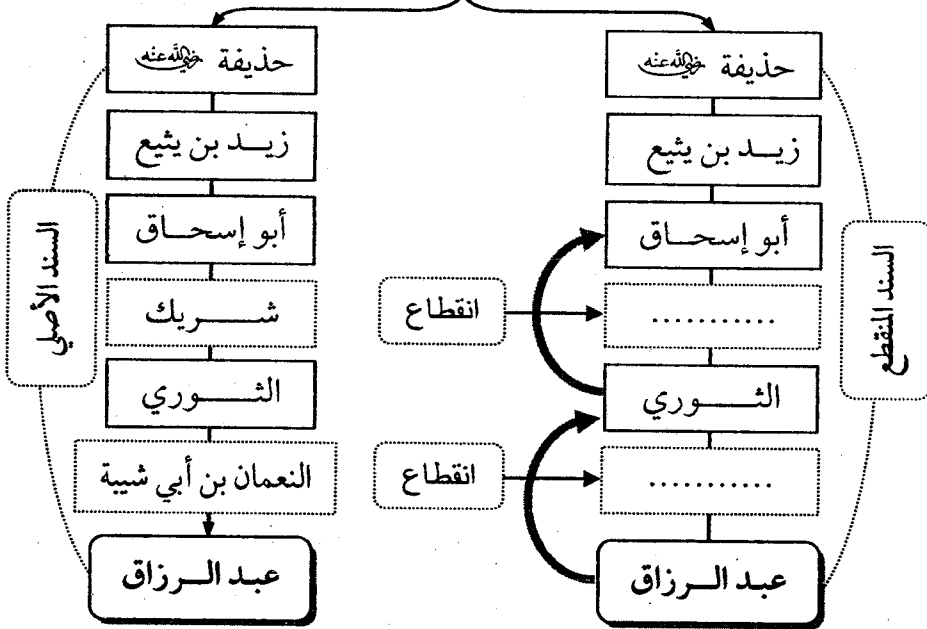 حذيفة رضي الله عنه
زيد بن يثيع
أبو إسحاق
...........
الثوري
...........
عبد الرزاق
السند المنقطع
انقطاع
انقطاع
حذيفة رضي الله عنه
زيد بن يثيع
أبو إسحاق
شريك
الثوري
النعمان بن أبي شيبة
عبد الرزاق
السند الأصلي